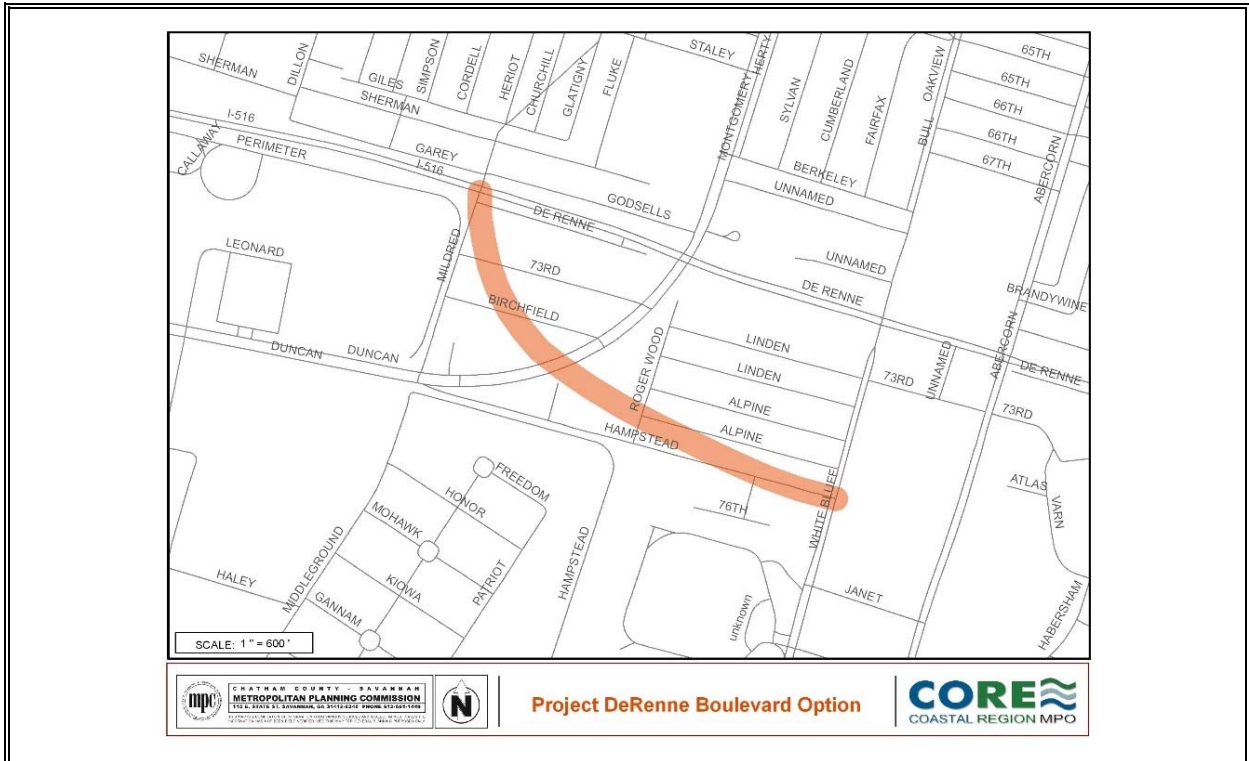 SHERMAN
DILLON
GILES
SIMPSON
CORDELL
HERIOT
CHURCHILL
GLATIGNY
FLUKE
STALEY
HERTY
MONTGOMERY
SYLVAN
CUMBERLAND
FAIRFAX
BULL
OAKVIEW
65TH
65TH
66TH
66TH
67TH
ABERCORN
SHERMAN
I-516
CALLAWAY
PERIMETER
GAREY
I-516
GODSELLS
BERKELEY
UNNAMED
DE RENNE
LEONARD
MILDRED
73RD
UNNAMED
DE RENNE
BRANDYWINE
BIRCHFIELD
DUNCAN
DUNCAN
ROGER WOOD
LINDEN
LINDEN
73RD
UNNAMED
ABERCORN
DE RENNE
ALPINE
ALPINE
73RD
HAMPSTEAD
FREEDOM
HONOR
MOHAWK
76TH
WHITE BLUFF
ATLAS
VARN
HALEY
MIDDLEGROUND
KIOWA
PATRIOT
GANNAM
HAMPSTEAD
unknown
JANET
HABERSHAM
SCALE: 1 " = 600 '
mpc
CHATHAM COUNTY - SAVANNAH
METROPOLITAN PLANNING COMMISSION
N
Project DeRenne Boulevard Option
CORE
COASTAL REGION MPO